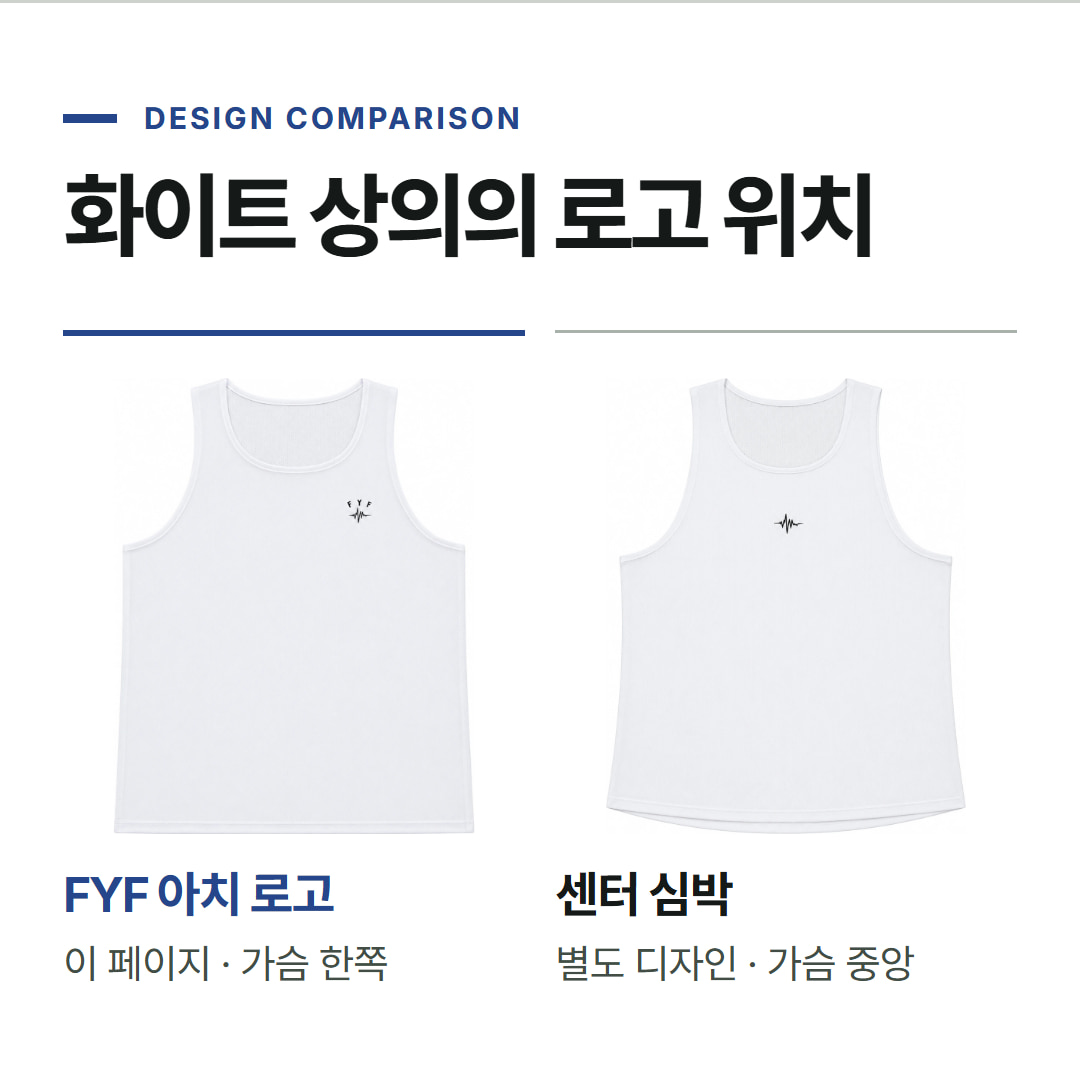 DESIGN COMPARISON
화이트 상의의 로고 위치
F Y F
FYF 아치 로고
이 페이지 · 가슴 한쪽
센터 심박
별도 디자인 · 가슴 중앙